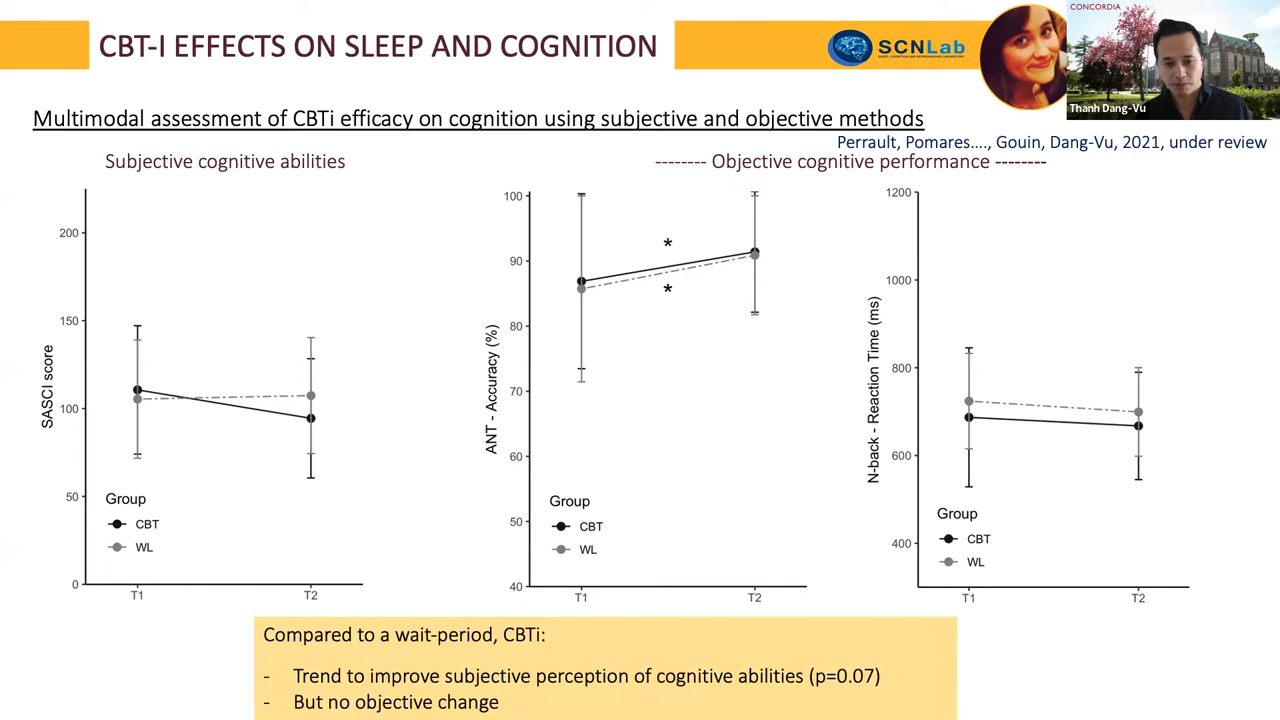 CBT-I EFFECTS ON SLEEP AND COGNITION
SCNLab
SLEEP, COGNITION AND NEUROIMAGING LABORATORY
CONCORDIA
Thanh Dang-Vu
Multimodal assessment of CBTi efficacy on cognition using subjective and objective methods
Perrault, Pomares...., Gouin, Dang-Vu, 2021, under review
Subjective cognitive abilities
-------- Objective cognitive performance --------
SASCI score
200
150
100
50
0
Group
CBT
WL
T1
T2
ANT - Accuracy (%)
100
90
80
70
60
50
40
*
*
Group
CBT
WL
T1
T2
N-back - Reaction Time (ms)
1200
1000
800
600
400
Group
CBT
WL
T1
T2
Compared to a wait-period, CBTi:
- Trend to improve subjective perception of cognitive abilities (p=0.07)
- But no objective change